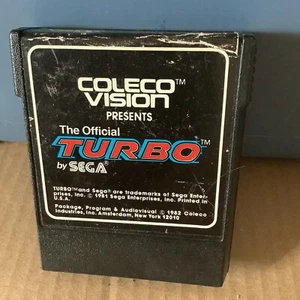 COLECO™
VISION
PRESENTS
The Official
TURBO™
by SEGA®
TURBO™ and Sega® are trademarks of Sega Enter-
prises, Inc. © 1981 Sega Enterprises, Inc. Printed in
U.S.A.
Package, Program & Audiovisual © 1982 Coleco
Industries, Inc. Amsterdam, New York 12010